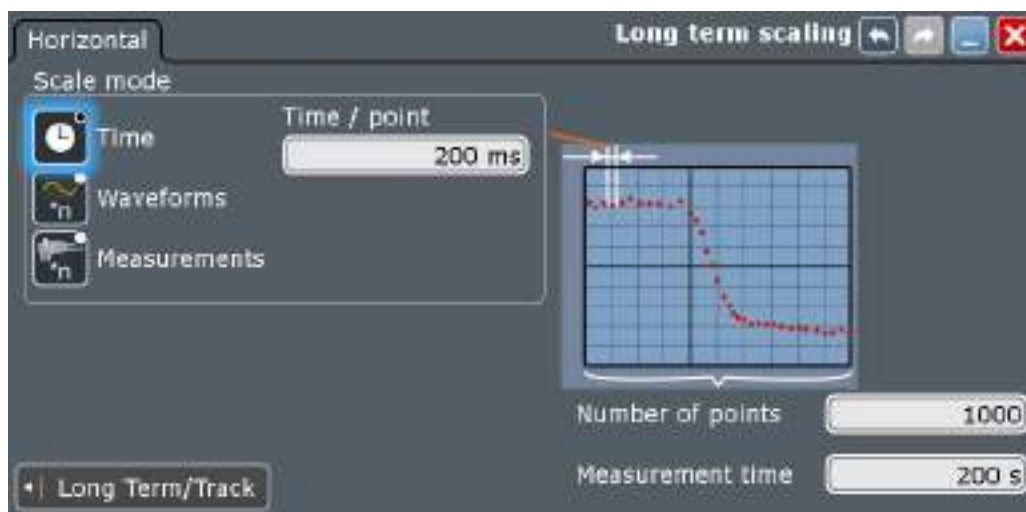 Horizontal
Long term scaling
Scale mode
Time
Time / point
200 ms
*n Waveforms
*n Measurements
Number of points 1000
Measurement time 200 s
Long Term/Track